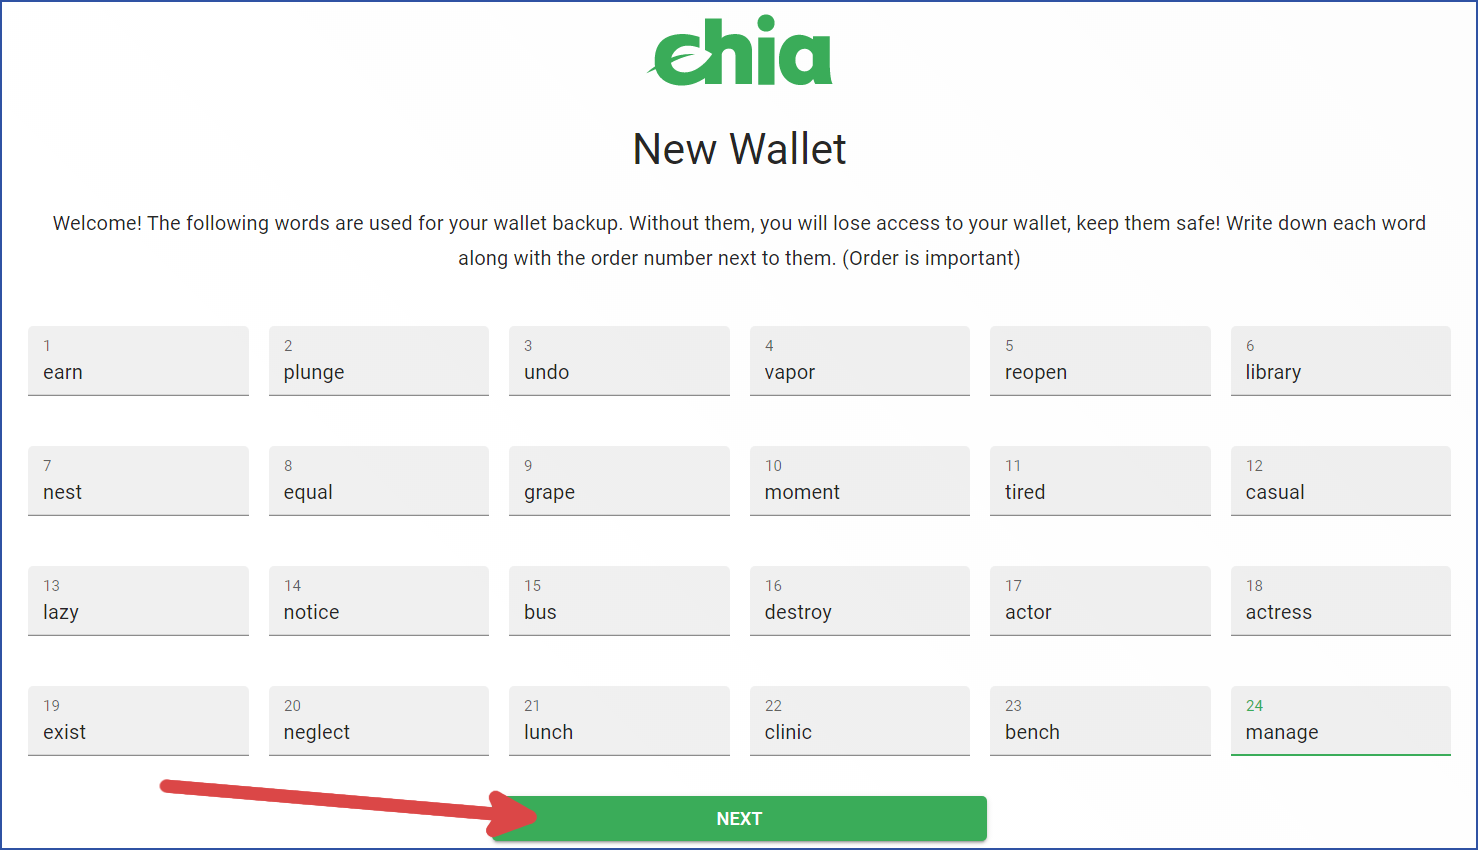 chia
New Wallet
Welcome! The following words are used for your wallet backup. Without them, you will lose access to your wallet, keep them safe! Write down each word
along with the order number next to them. (Order is important)
1 2 3 4 5 6
earn plunge undo vapor reopen library
7 8 9 10 11 12
nest equal grape moment tired casual
13 14 15 16 17 18
lazy notice bus destroy actor actress
19 20 21 22 23 24
exist neglect lunch clinic bench manage
NEXT